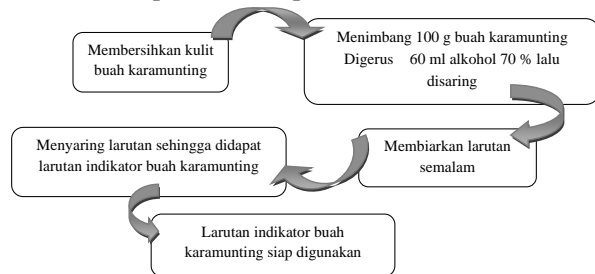 Membersihkan kulit
buah karamunting
Menimbang 100 g buah karamunting
Digerus 60 ml alkohol 70 % lalu
disaring
Membiarkan larutan
semalam
Menyaring larutan sehingga didapat
larutan indikator buah karamunting
Larutan indikator buah
karamunting siap digunakan